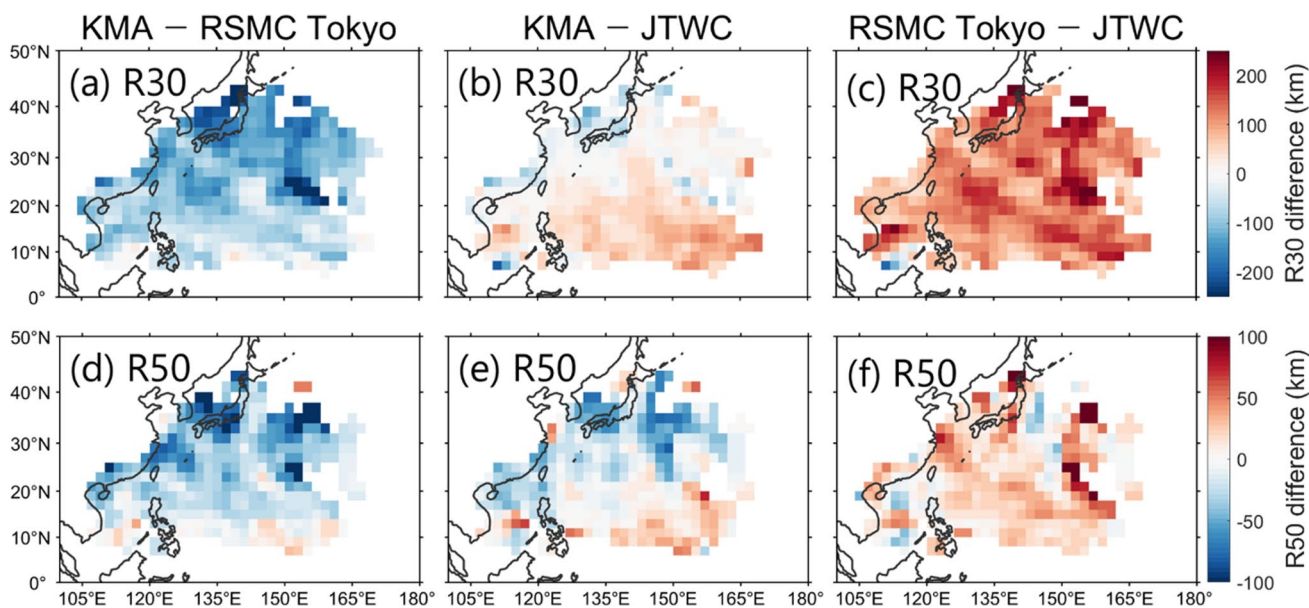 KMA − RSMC Tokyo
KMA − JTWC
RSMC Tokyo − JTWC
50°N
40°N
30°N
20°N
10°N
0°
(a) R30
(b) R30
(c) R30
200
100
0
-100
-200
R30 difference (km)
50°N
40°N
30°N
20°N
10°N
0°
(d) R50
(e) R50
(f) R50
100
50
0
-50
-100
R50 difference (km)
105°E 120°E 135°E 150°E 165°E 180°
105°E 120°E 135°E 150°E 165°E 180°
105°E 120°E 135°E 150°E 165°E 180°